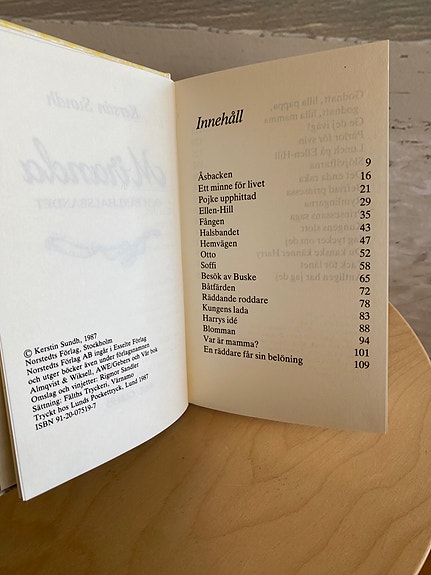 Kerstin Sundh
Miranda
© Kerstin Sundh, 1987
Norstedts Förlag, Stockholm
Norstedts Förlag AB ingår i Esselte Förlag
och utger böcker även under förlagsnamnen
Almqvist & Wiksell, AWE/Gebers och Vår bok
Omslag och vinjetter: Rigmor Sandler
Sättning: Fälths Tryckeri, Värnamo
Tryckt hos Lunds Pockettryck, Lund 1987
ISBN 91-20-07519-7
Innehåll
Åsbacken 9
Ett minne för livet 16
Pojke upphittad 21
Ellen-Hill 29
Fången 35
Halsbandet 43
Hemvägen 47
Otto 52
Soffi 58
Besök av Buske 65
Båtfärden 72
Räddande roddare 78
Kungens lada 83
Harrys idé 88
Blomman 94
Var är mamma? 101
En räddare får sin belöning 109